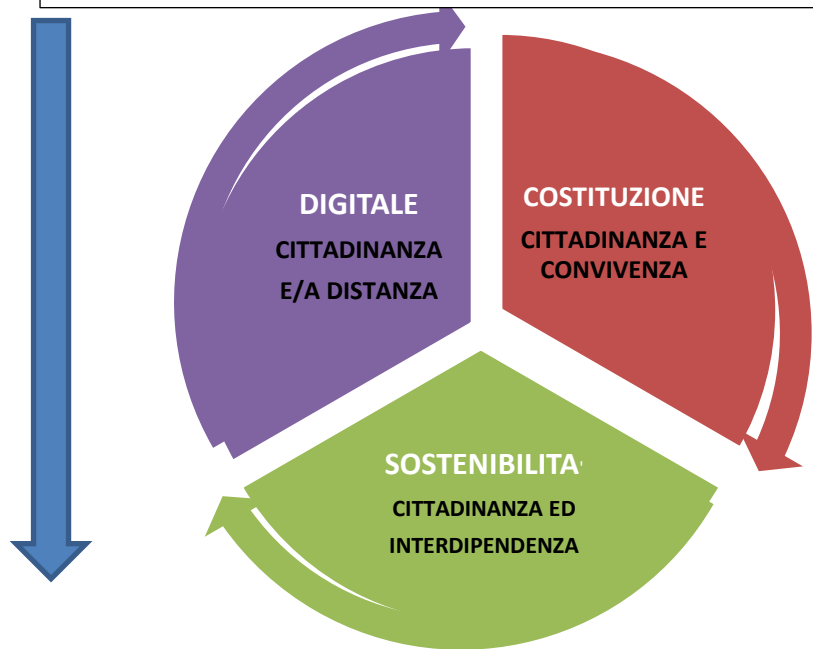 DIGITALE
CITTADINANZA
E/A DISTANZA
COSTITUZIONE
CITTADINANZA E
CONVIVENZA
SOSTENIBILITA'
CITTADINANZA ED
INTERDIPENDENZA